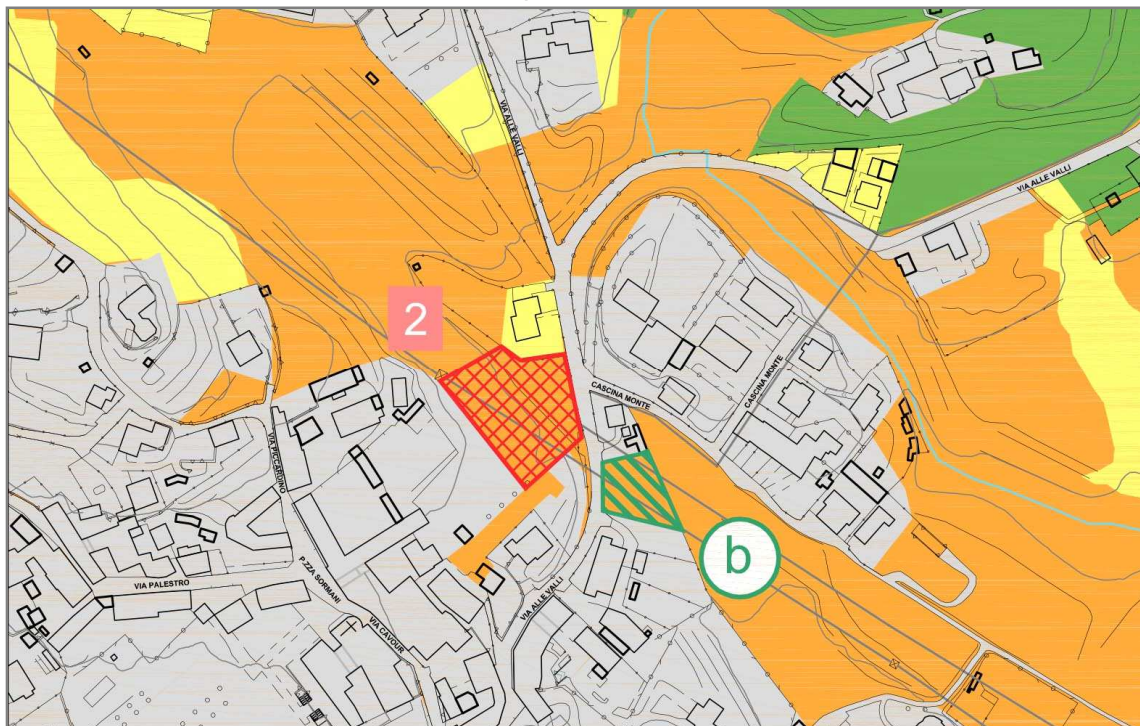 VIA ALLE VALLI
VIA ALLE VALLI
2
CASCINA MONTE
CASCINA MONTE
VIA PICCARDINO
b
VIA PALESTRO
P.ZZA SORMANI
VIA ALLE VALLI
VIA CAVOUR